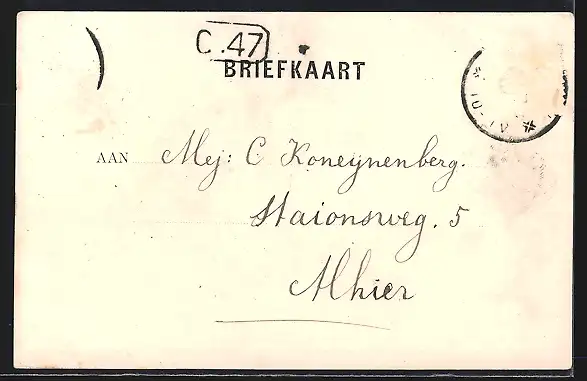 C.47
BRIEFKAART
AAN Mej: C Koneijnenberg.
Staionsweg. 5
Alhier